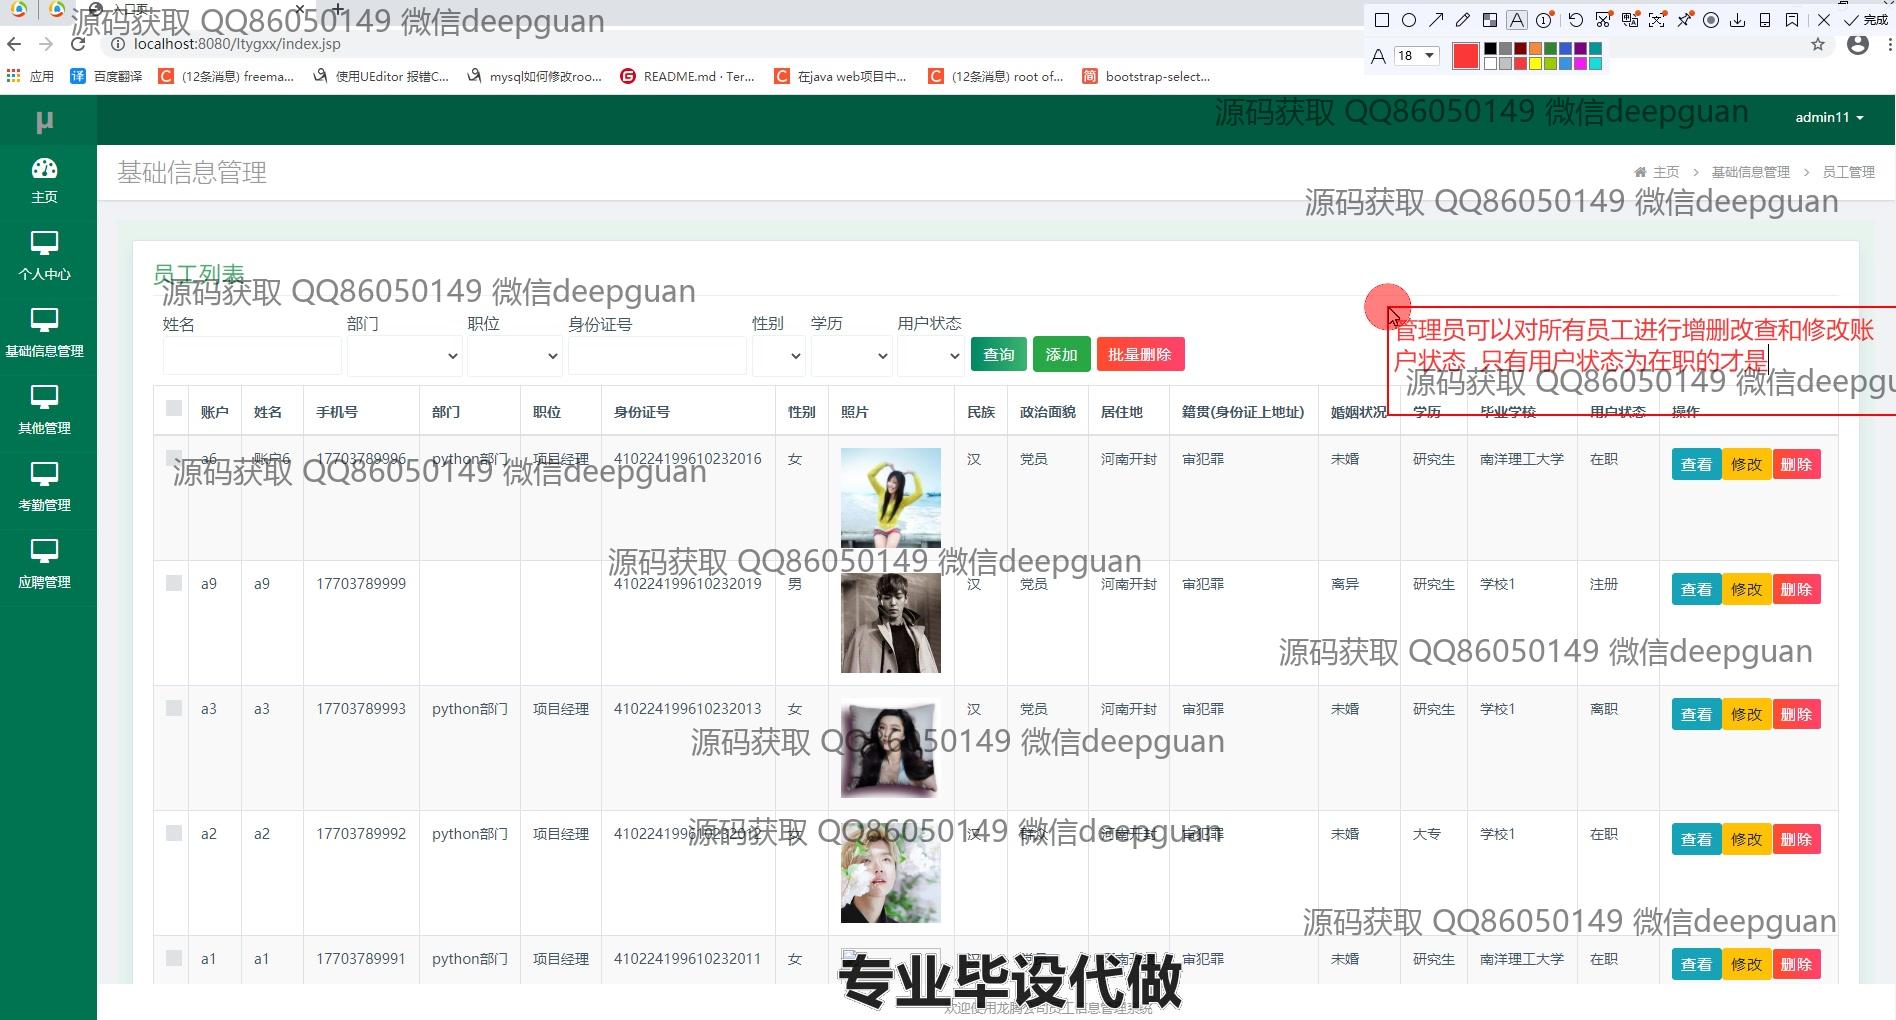 入口页
源码获取 QQ86050149 微信deepguan
18
完成
localhost:8080/ltygxx/index.jsp
应用
百度翻译
(12条消息) freema...
使用UEditor 报错C...
mysql如何修改roo...
README.md · Ter...
在java web项目中...
(12条消息) root of...
简 bootstrap-select...
μ
源码获取 QQ86050149 微信deepguan
admin11
主页
个人中心
基础信息管理
其他管理
考勤管理
应聘管理
基础信息管理
主页 > 基础信息管理 > 员工管理
源码获取 QQ86050149 微信deepguan
员工列表
源码获取 QQ86050149 微信deepguan
姓名 部门 职位 身份证号 性别 学历 用户状态
查询 添加 批量删除
管理员可以对所有员工进行增删改查和修改账
户状态 只有用户状态为在职的才是
源码获取 QQ86050149 微信deepgu
账户 姓名 手机号 部门 职位 身份证号 性别 照片 民族 政治面貌 居住地 籍贯(身份证上地址) 婚姻状况 学历 毕业学校 用户状态 操作
a6 账户6 17703789996 python部门 项目经理 410224199610232016 女 汉 党员 河南开封 审犯罪 未婚 研究生 南洋理工大学 在职 查看 修改 删除
源码获取 QQ86050149 微信deepguan
源码获取 QQ86050149 微信deepguan
a9 a9 17703789999 410224199610232019 男 汉 党员 河南开封 审犯罪 离异 研究生 学校1 注册 查看 修改 删除
源码获取 QQ86050149 微信deepguan
a3 a3 17703789993 python部门 项目经理 410224199610232013 女 汉 党员 河南开封 审犯罪 未婚 研究生 学校1 离职 查看 修改 删除
源码获取 QQ86050149 微信deepguan
a2 a2 17703789992 python部门 项目经理 410224199610232012 女 汉 群众 河南开封 审犯罪 未婚 大专 学校1 在职 查看 修改 删除
源码获取 QQ86050149 微信deepguan
源码获取 QQ86050149 微信deepguan
a1 a1 17703789991 python部门 项目经理 410224199610232011 女 汉 党员 河南开封 审犯罪 未婚 研究生 南洋理工大学 在职 查看 修改 删除
专业毕设代做
欢迎使用龙腾公司员工信息管理系统